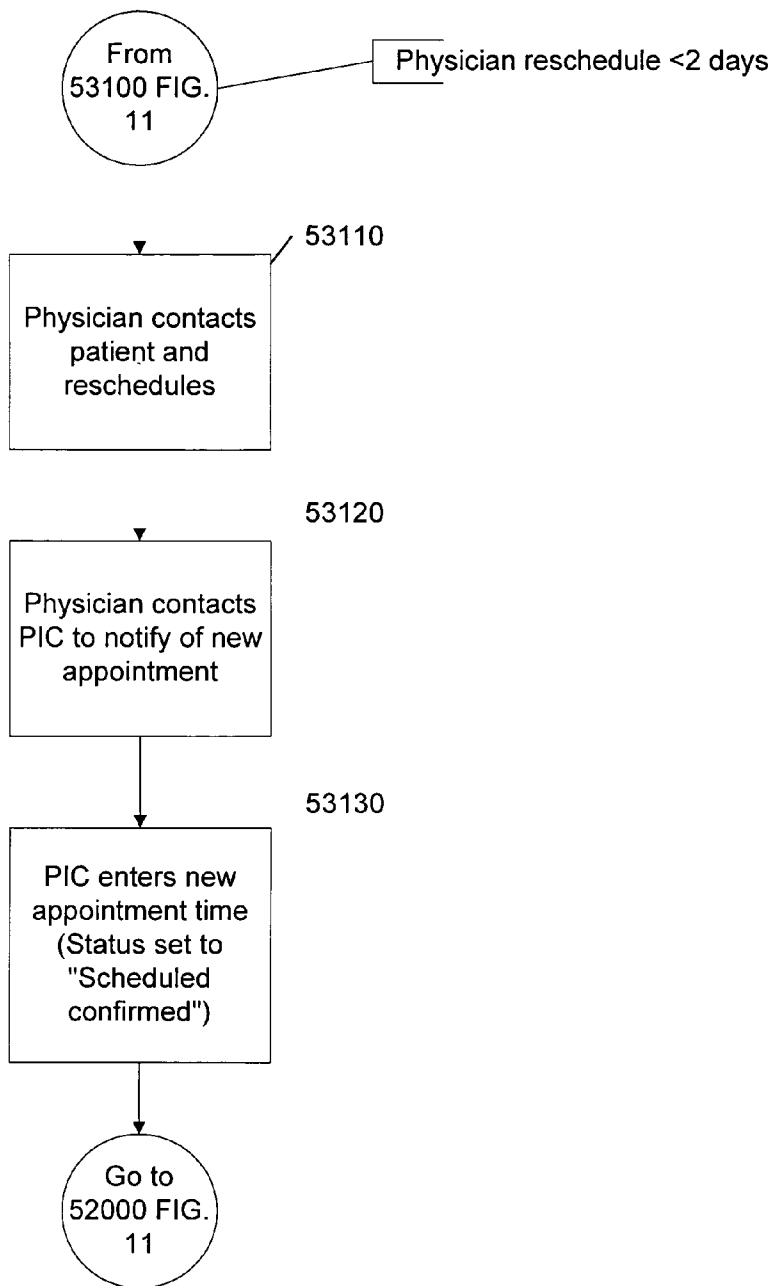 From
53100 FIG.
11
Physician reschedule <2 days
53110
Physician contacts
patient and
reschedules
53120
Physician contacts
PIC to notify of new
appointment
53130
PIC enters new
appointment time
(Status set to
"Scheduled
confirmed")
Go to
52000 FIG.
11